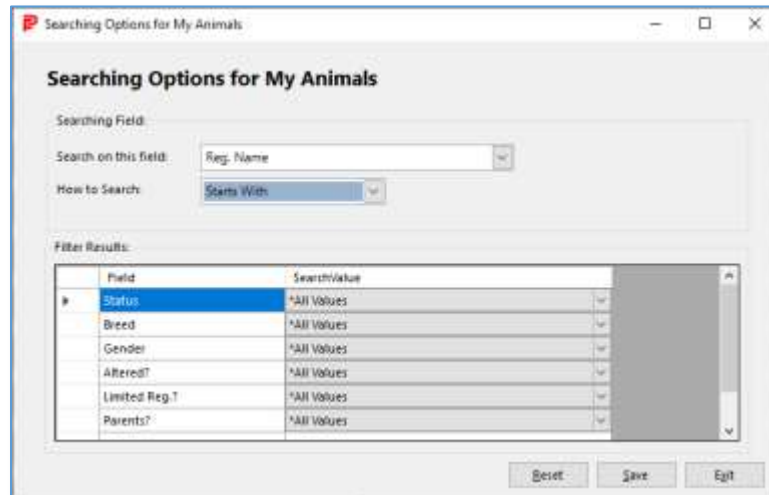 Searching Options for My Animals
Searching Options for My Animals
Searching Field:
Search on this field: Reg. Name
How to Search: Starts With
Filter Results:
Field SearchValue
Status *All Values
Breed *All Values
Gender *All Values
Altered? *All Values
Limited Reg.? *All Values
Parents? *All Values
Reset Save Exit